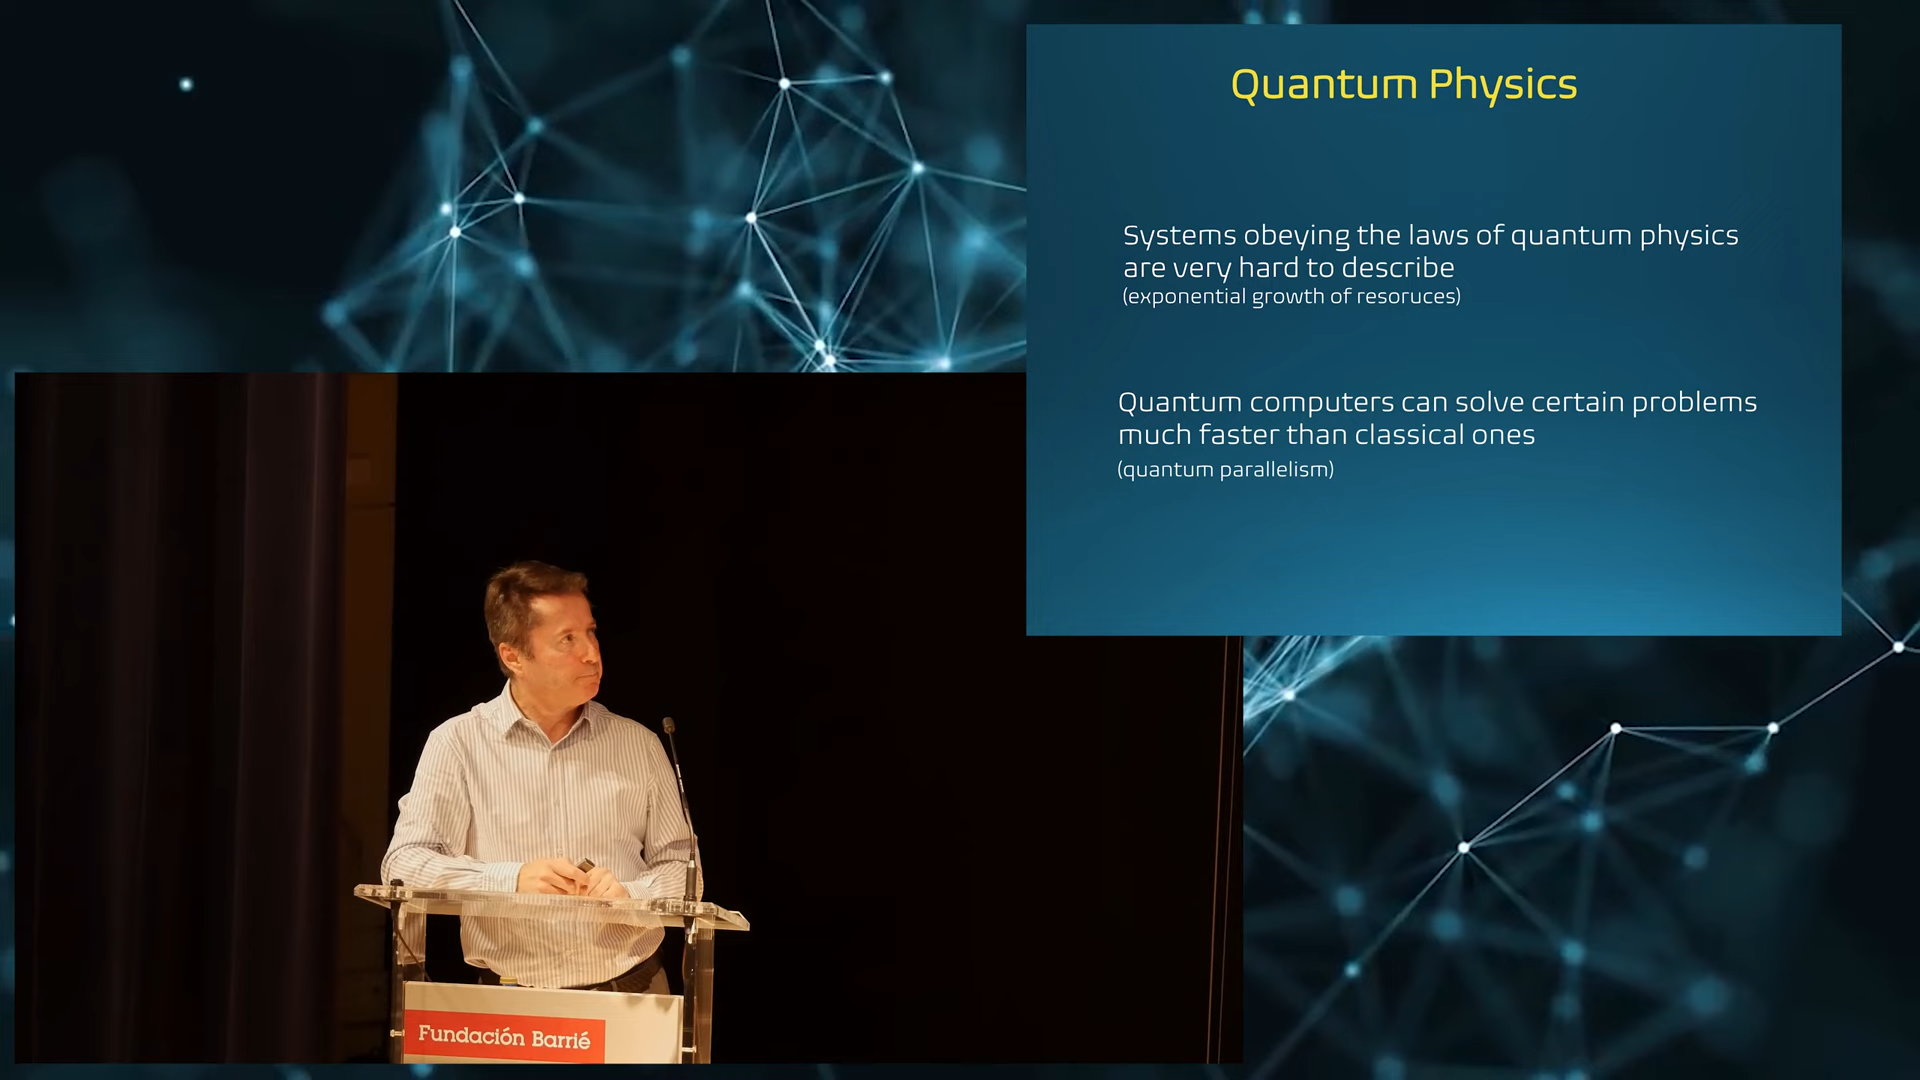 Quantum Physics
Systems obeying the laws of quantum physics
are very hard to describe
(exponential growth of resoruces)
Quantum computers can solve certain problems
much faster than classical ones
(quantum parallelism)
Fundación Barrié